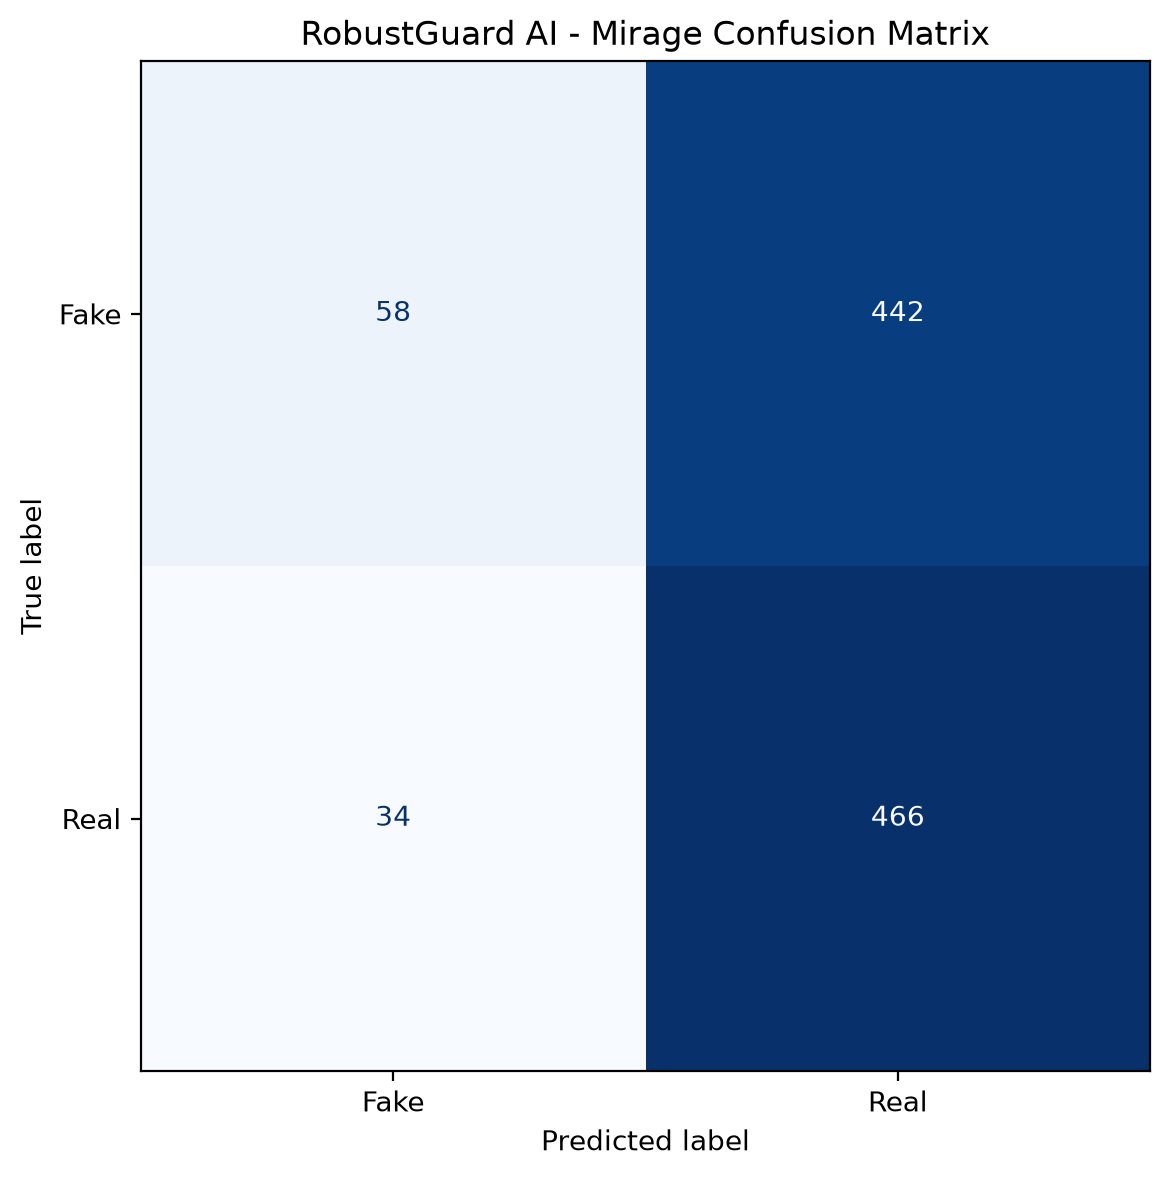 RobustGuard AI - Mirage Confusion Matrix
Fake
58
442
True label
Real
34
466
Fake
Real
Predicted label